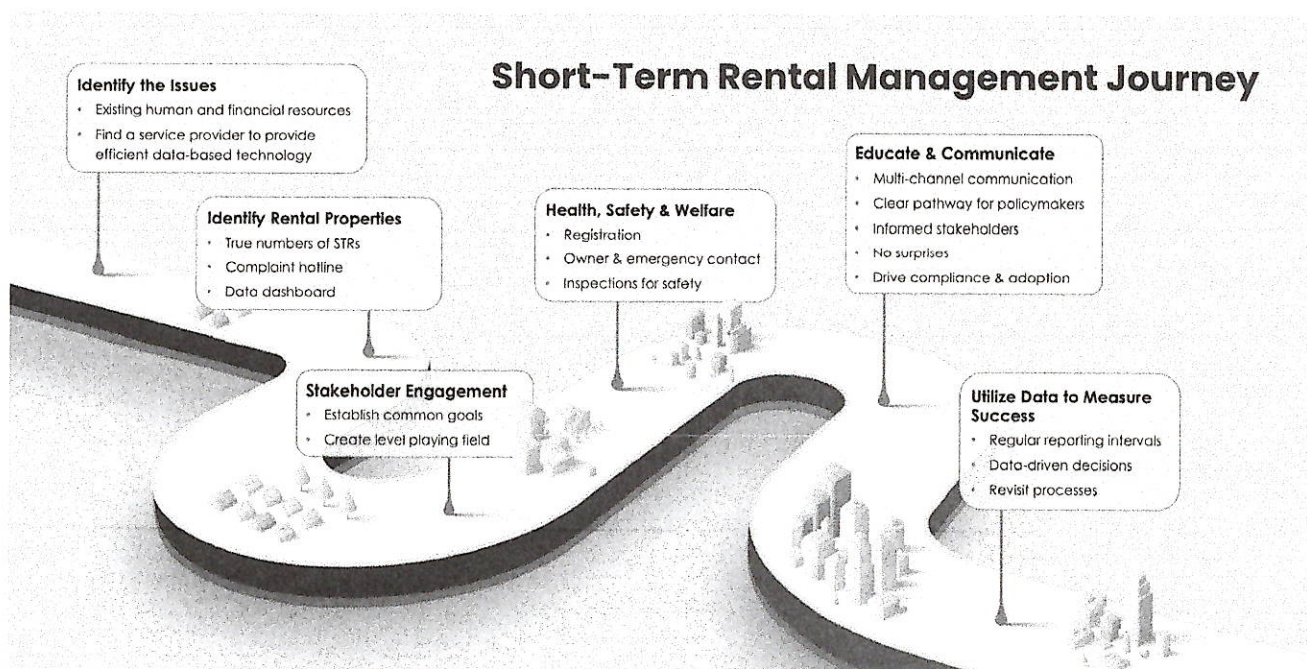 Short-Term Rental Management Journey
Identify the Issues
• Existing human and financial resources
• Find a service provider to provide
efficient data-based technology
Identify Rental Properties
• True numbers of STRs
• Complaint hotline
• Data dashboard
Stakeholder Engagement
• Establish common goals
• Create level playing field
Health, Safety & Welfare
• Registration
• Owner & emergency contact
• Inspections for safety
Educate & Communicate
• Multi-channel communication
• Clear pathway for policymakers
• Informed stakeholders
• No surprises
• Drive compliance & adoption
Utilize Data to Measure
Success
• Regular reporting intervals
• Data-driven decisions
• Revisit processes